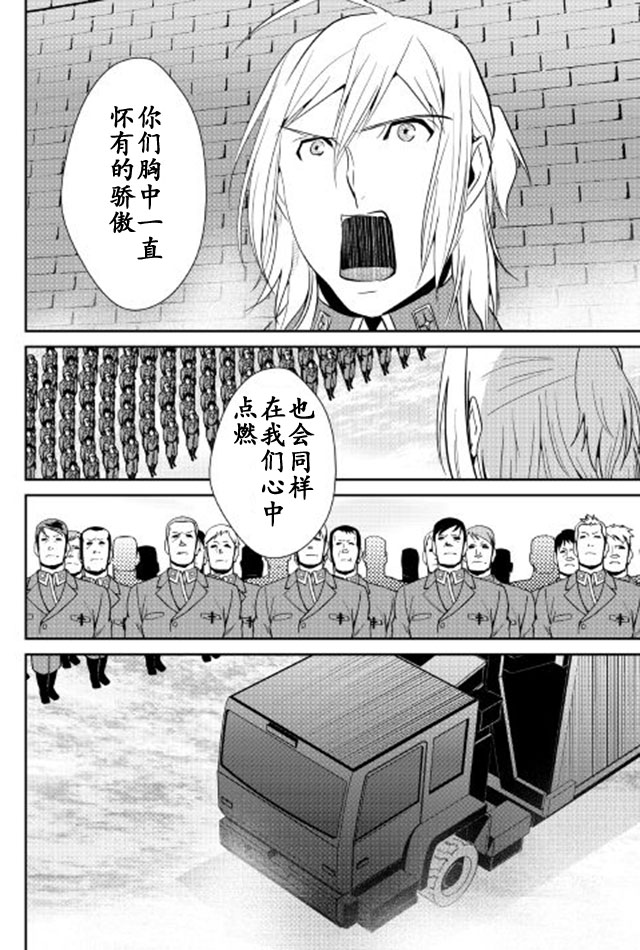 你们胸中一直
怀有的骄傲
也会同样
在我们心中
点燃